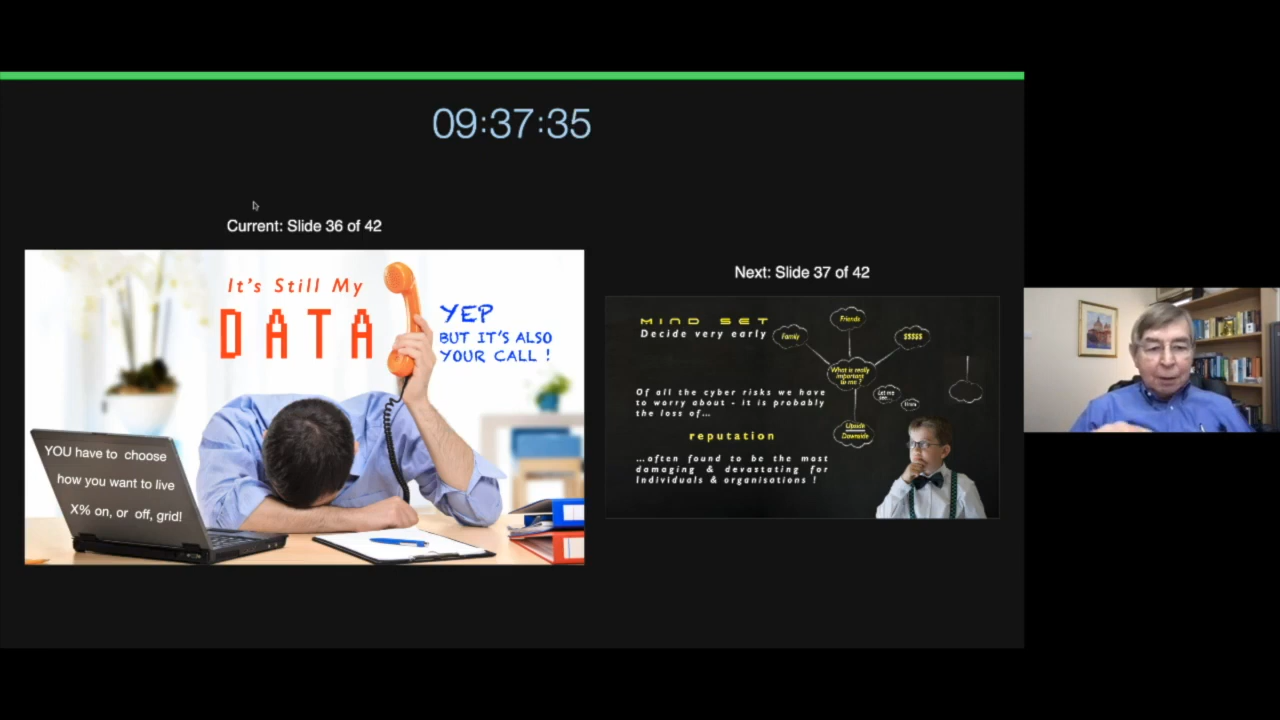 09:37:35
Current: Slide 36 of 42
It's Still My
DATA
YEP
BUT IT'S ALSO
YOUR CALL !
YOU have to choose
how you want to live
X% on, or off, grid!
Next: Slide 37 of 42
MIND SET
Decide very early
Family
Friends
$$$$$
What is really
important
to me ?
Let me
see...
Upside
Downside
Of all the cyber risks we have
to worry about - it is probably
the loss of...
reputation
...often found to be the most
damaging & devastating for
Individuals & organisations !